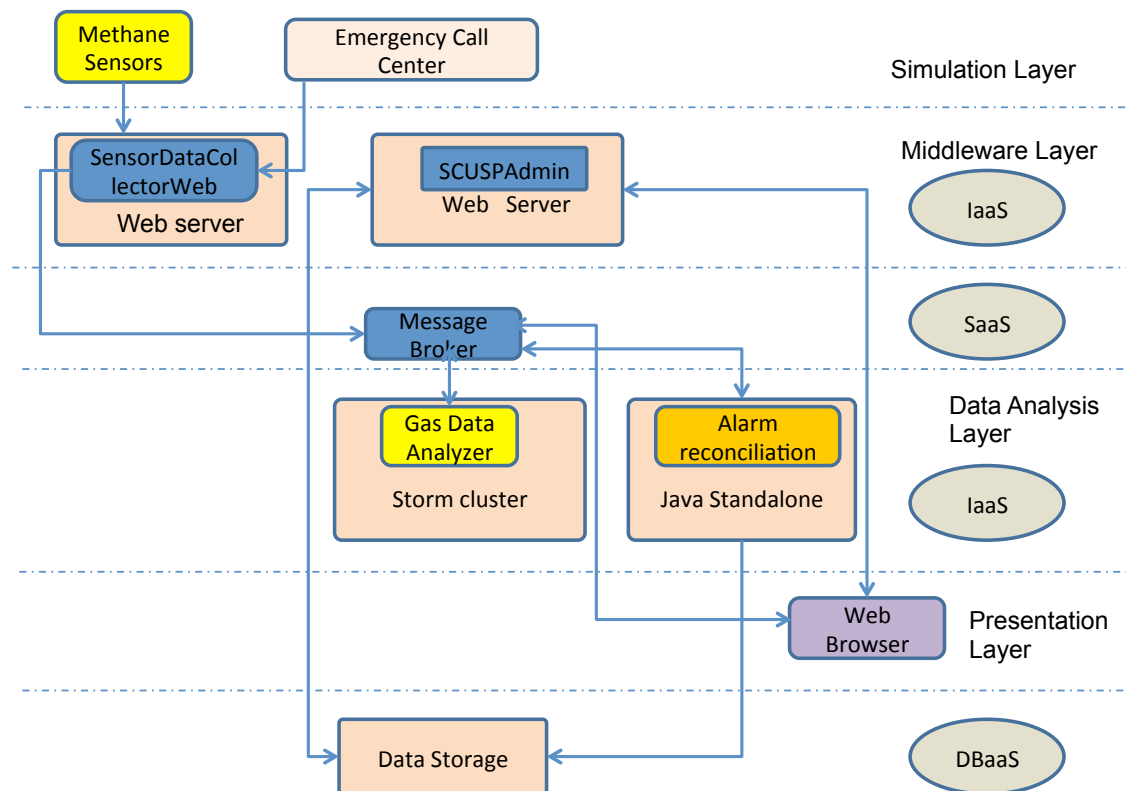 Methane
Sensors
Emergency Call
Center
Simulation Layer
SensorDataCo
llectorWeb
Web server
SCUSPAdmin
Web Server
Middleware Layer
IaaS
Message
Broker
SaaS
Gas Data
Analyzer
Storm cluster
Alarm
reconciliation
Java Standalone
Data Analysis
Layer
IaaS
Web
Browser
Presentation
Layer
Data Storage
DBaaS